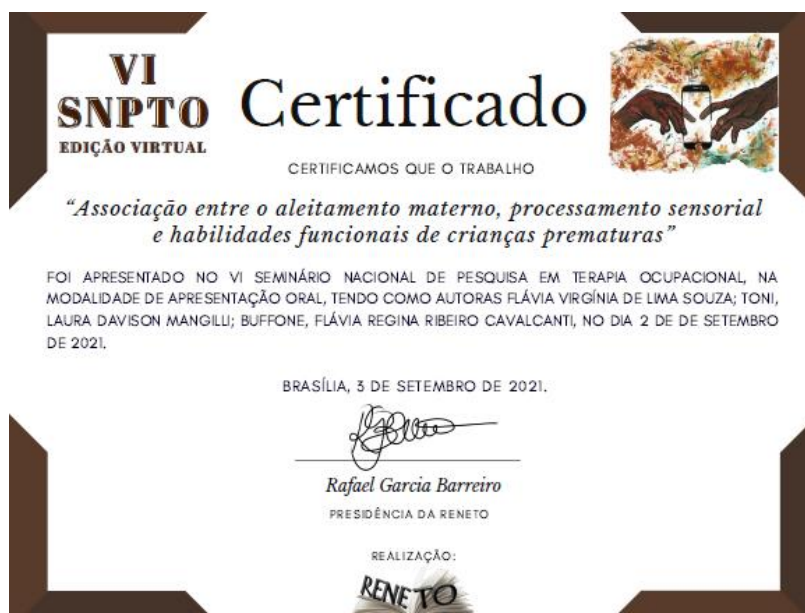 VI
SNPTO
EDIÇÃO VIRTUAL
Certificado
CERTIFICAMOS QUE O TRABALHO
“Associação entre o aleitamento materno, processamento sensorial
e habilidades funcionais de crianças prematuras”
FOI APRESENTADO NO VI SEMINÁRIO NACIONAL DE PESQUISA EM TERAPIA OCUPACIONAL, NA
MODALIDADE DE APRESENTAÇÃO ORAL, TENDO COMO AUTORAS FLÁVIA VIRGÍNIA DE LIMA SOUZA; TONI,
LAURA DAVISON MANGILLI; BUFFONE, FLÁVIA REGINA RIBEIRO CAVALCANTI, NO DIA 2 DE DE SETEMBRO
DE 2021.
BRASÍLIA, 3 DE SETEMBRO DE 2021.
Rafael Garcia Barreiro
PRESIDÊNCIA DA RENETO
REALIZAÇÃO:
RENETO